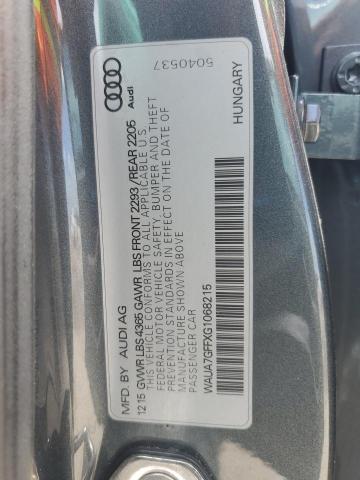 5040537
Audi
MFD. BY AUDI AG
12 15 GVWR LBS 4365 GAWR LBS FRONT 2293 /REAR 2205
THIS VEHICLE CONFORMS TO ALL APPLICABLE U S
FEDERAL MOTOR VEHICLE SAFETY, BUMPER AND THEFT
PREVENTION STANDARDS IN EFFECT ON THE DATE OF
MANUFACTURE SHOWN ABOVE
PASSENGER CAR
WAUA7GFFXG1068215
HUNGARY